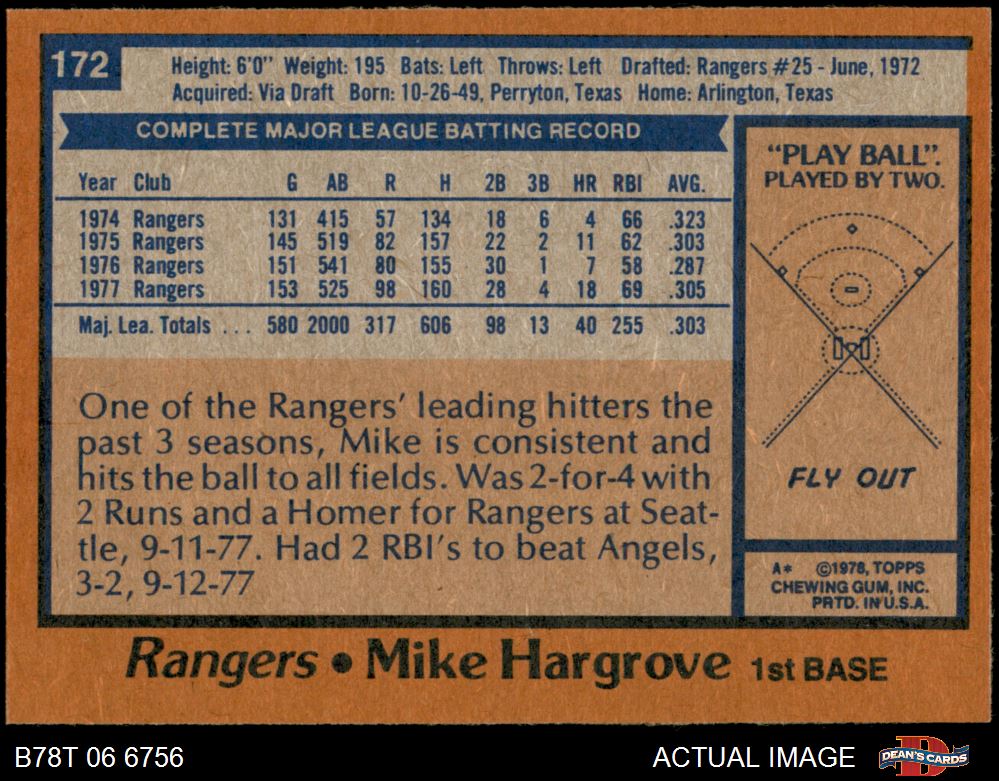 172
Height: 6'0" Weight: 195 Bats: Left Throws: Left Drafted: Rangers #25 - June, 1972
Acquired: Via Draft Born: 10-26-49, Perryton, Texas Home: Arlington, Texas
COMPLETE MAJOR LEAGUE BATTING RECORD
Year Club G AB R H 2B 3B HR RBI AVG.
1974 Rangers 131 415 57 134 18 6 4 66 .323
1975 Rangers 145 519 82 157 22 2 11 62 .303
1976 Rangers 151 541 80 155 30 1 7 58 .287
1977 Rangers 153 525 98 160 28 4 18 69 .305
Maj. Lea. Totals . . . 580 2000 317 606 98 13 40 255 .303
One of the Rangers' leading hitters the
past 3 seasons, Mike is consistent and
hits the ball to all fields. Was 2-for-4 with
2 Runs and a Homer for Rangers at Seat-
tle, 9-11-77. Had 2 RBI's to beat Angels,
3-2, 9-12-77
"PLAY BALL".
PLAYED BY TWO.
FLY OUT
A* ©1978, TOPPS
CHEWING GUM, INC.
PRTD. IN U.S.A.
Rangers • Mike Hargrove 1st BASE
B78T 06 6756
ACTUAL IMAGE
DEAN'S CARDS